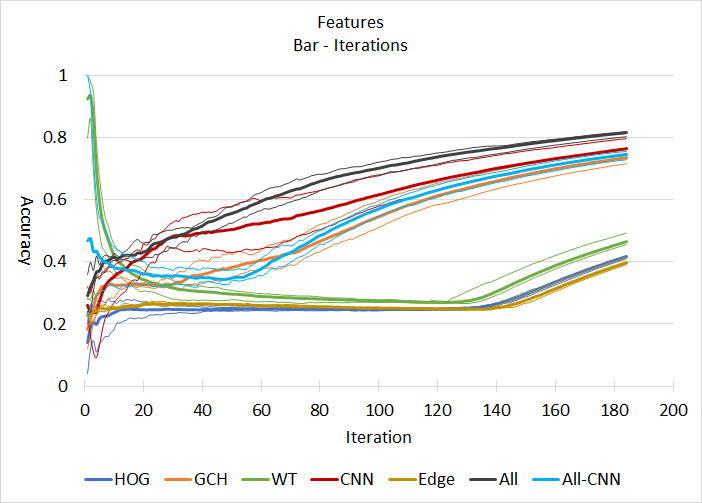 Features
Bar - Iterations
1
0.8
0.6
0.4
0.2
0
Accuracy
0 20 40 60 80 100 120 140 160 180 200
Iteration
HOG GCH WT CNN Edge All All-CNN